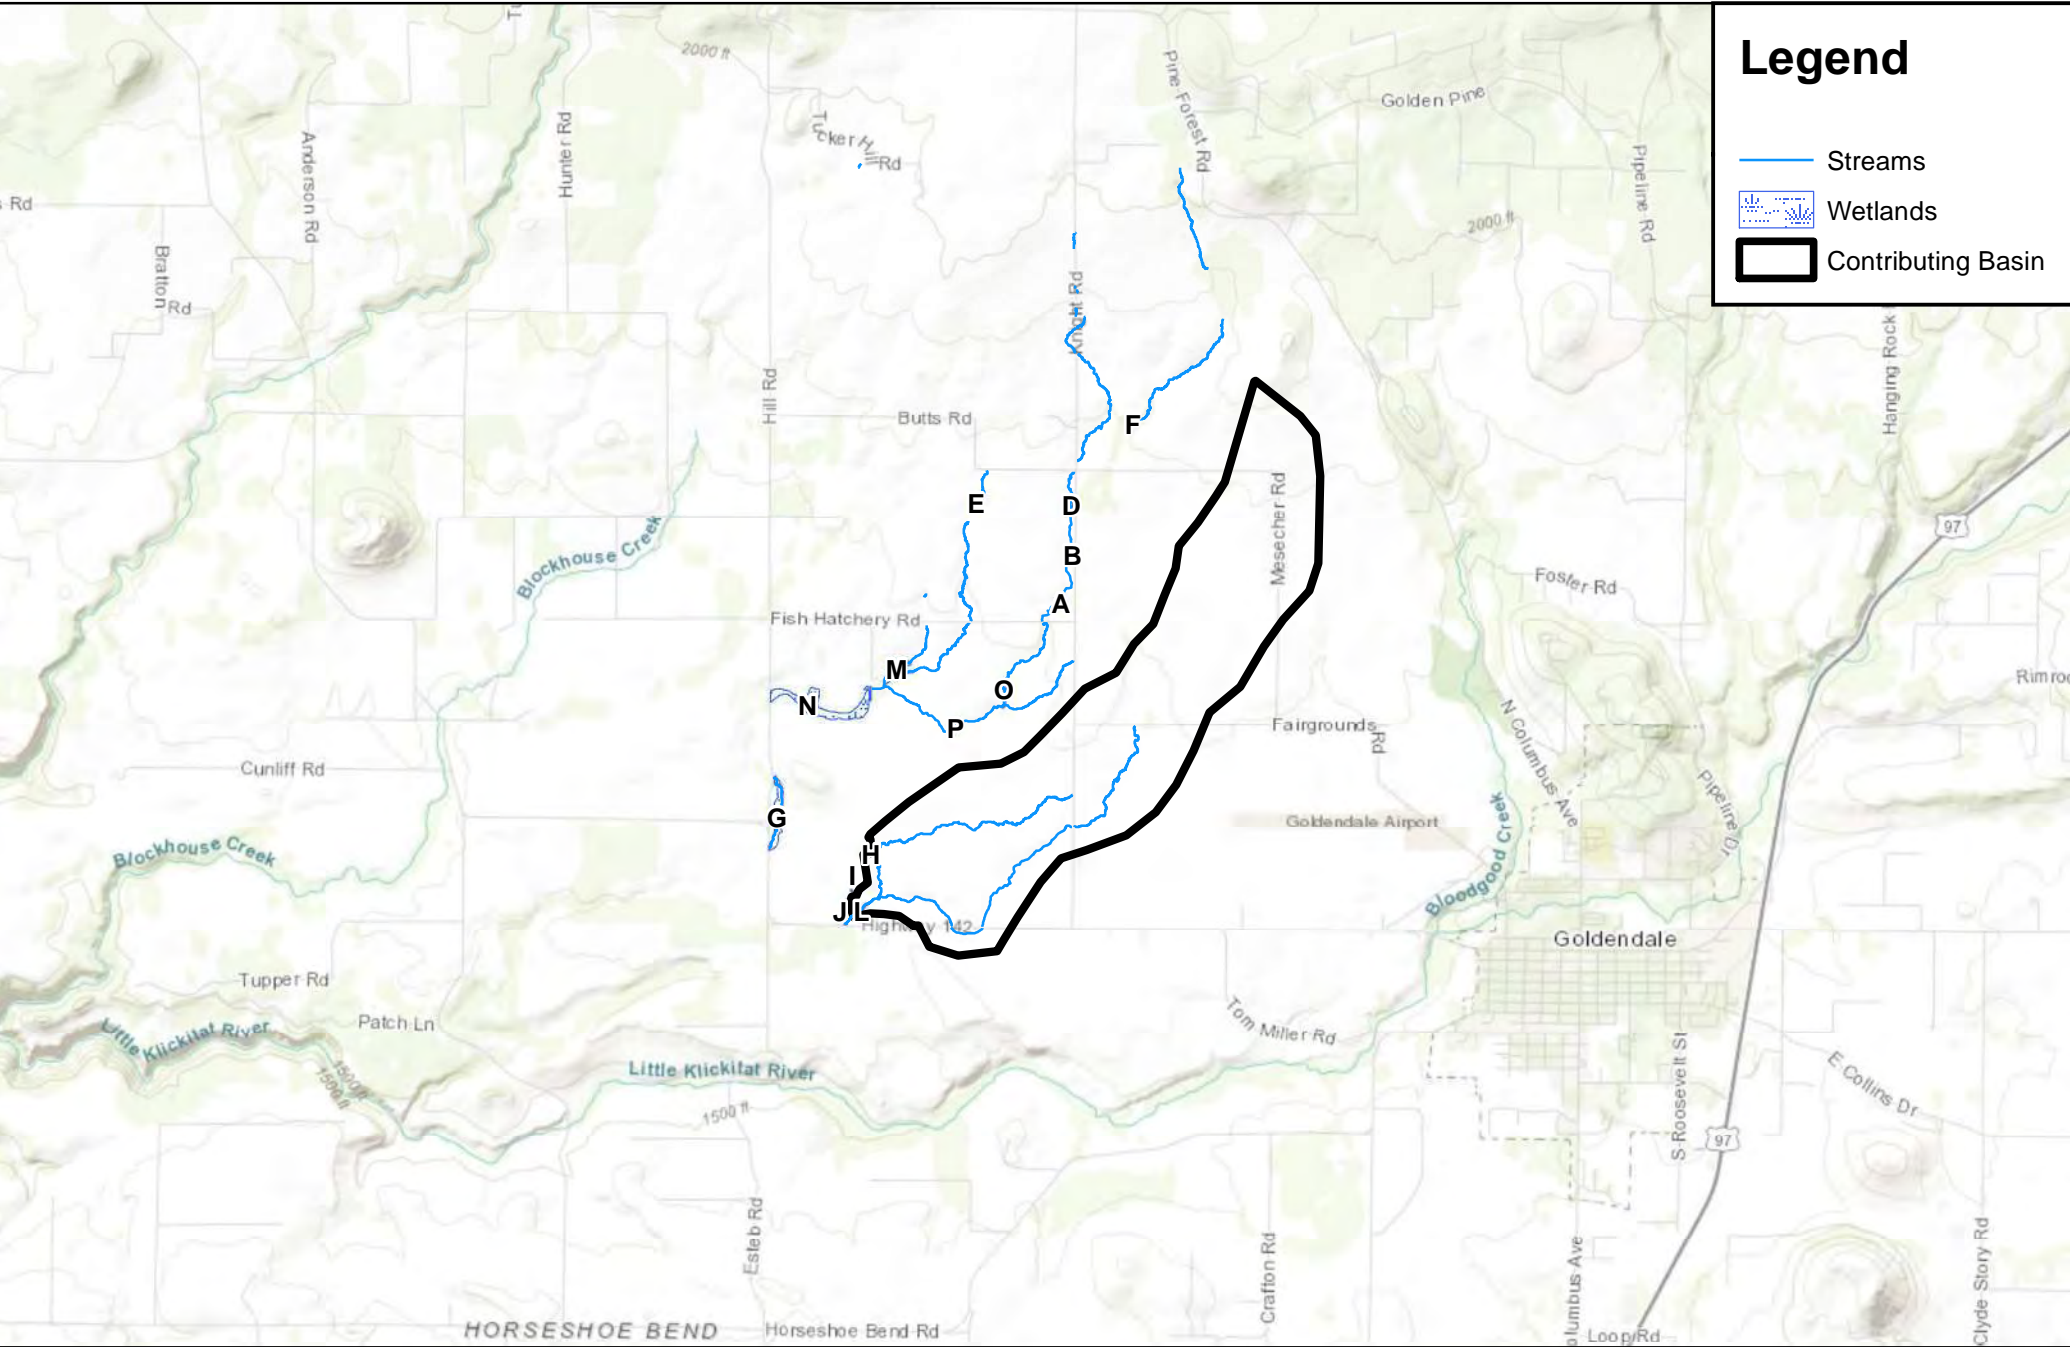 Legend
Streams
Wetlands
Contributing Basin
2000 ft
Pine Forest Rd
Golden Pine
Tucker Hill Rd
Anderson Rd
Hunter Rd
Pipeline Rd
Rd
2000 ft
Bratton Rd
Knight Rd
Hanging Rock
Hill Rd
Butts Rd
F
E
D
Mesecher Rd
97
B
Blockhouse Creek
Foster Rd
A
Fish Hatchery Rd
M
O
N
P
Rimroc
N Columbus Ave
Fairgrounds Rd
Cunliff Rd
Pipeline Dr
G
Goldendale Airport
Blockhouse Creek
H
I
Bloodgood Creek
J
L
Highway 142
Goldendale
Tupper Rd
Patch Ln
Tom Miller Rd
Little Klickitat River
Little Klickitat River
1500 ft
1500 ft
1500 ft
S Roosevelt St
E Collins Dr
97
Esteb Rd
Crafton Rd
olumbus Ave
Clyde Story Rd
HORSESHOE BEND
Horseshoe Bend Rd
Loop Rd